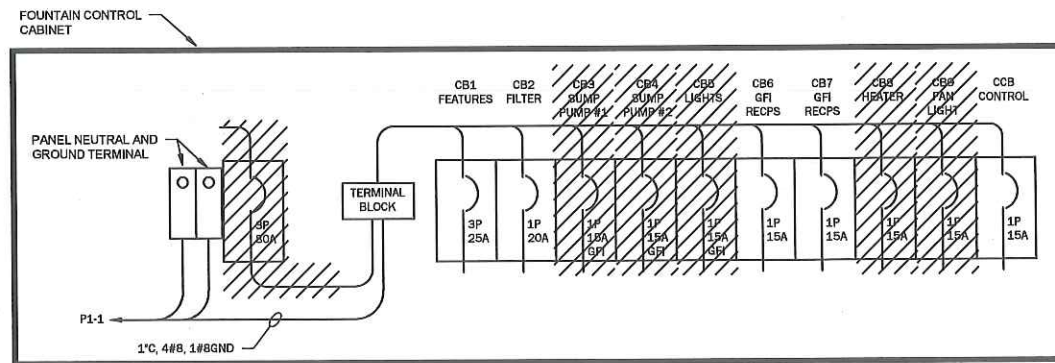 FOUNTAIN CONTROL
CABINET
CB1
FEATURES
CB2
FILTER
CB3
SUMP
PUMP #1
CB4
SUMP
PUMP #2
CB5
LIGHTS
CB6
GFI
RECPS
CB7
GFI
RECPS
CB8
HEATER
CB9
PAN
LIGHT
CCB
CONTROL
PANEL NEUTRAL AND
GROUND TERMINAL
3P
80A
TERMINAL
BLOCK
3P
25A
1P
20A
1P
15A
GFI
1P
15A
GFI
1P
15A
GFI
1P
15A
1P
15A
1P
15A
1P
15A
1P
15A
P1-1
1"C, 4#8, 1#8GND